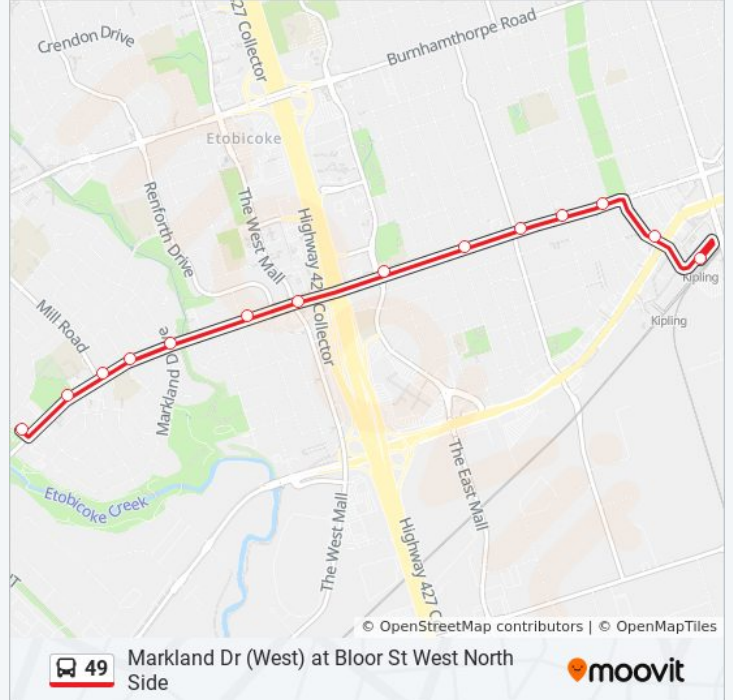 427 Collector
Crendon Drive
Burnhamthorpe Road
Etobicoke
Renforth Drive
The West Mall
Highway 427 Collector
Mill Road
Markland Drive
Kipling
Kipling
Etobicoke Creek
The West Mall
The East Mall
Highway 427 C
© OpenStreetMap contributors | © OpenMapTiles
49
Markland Dr (West) at Bloor St West North
Side
moovit